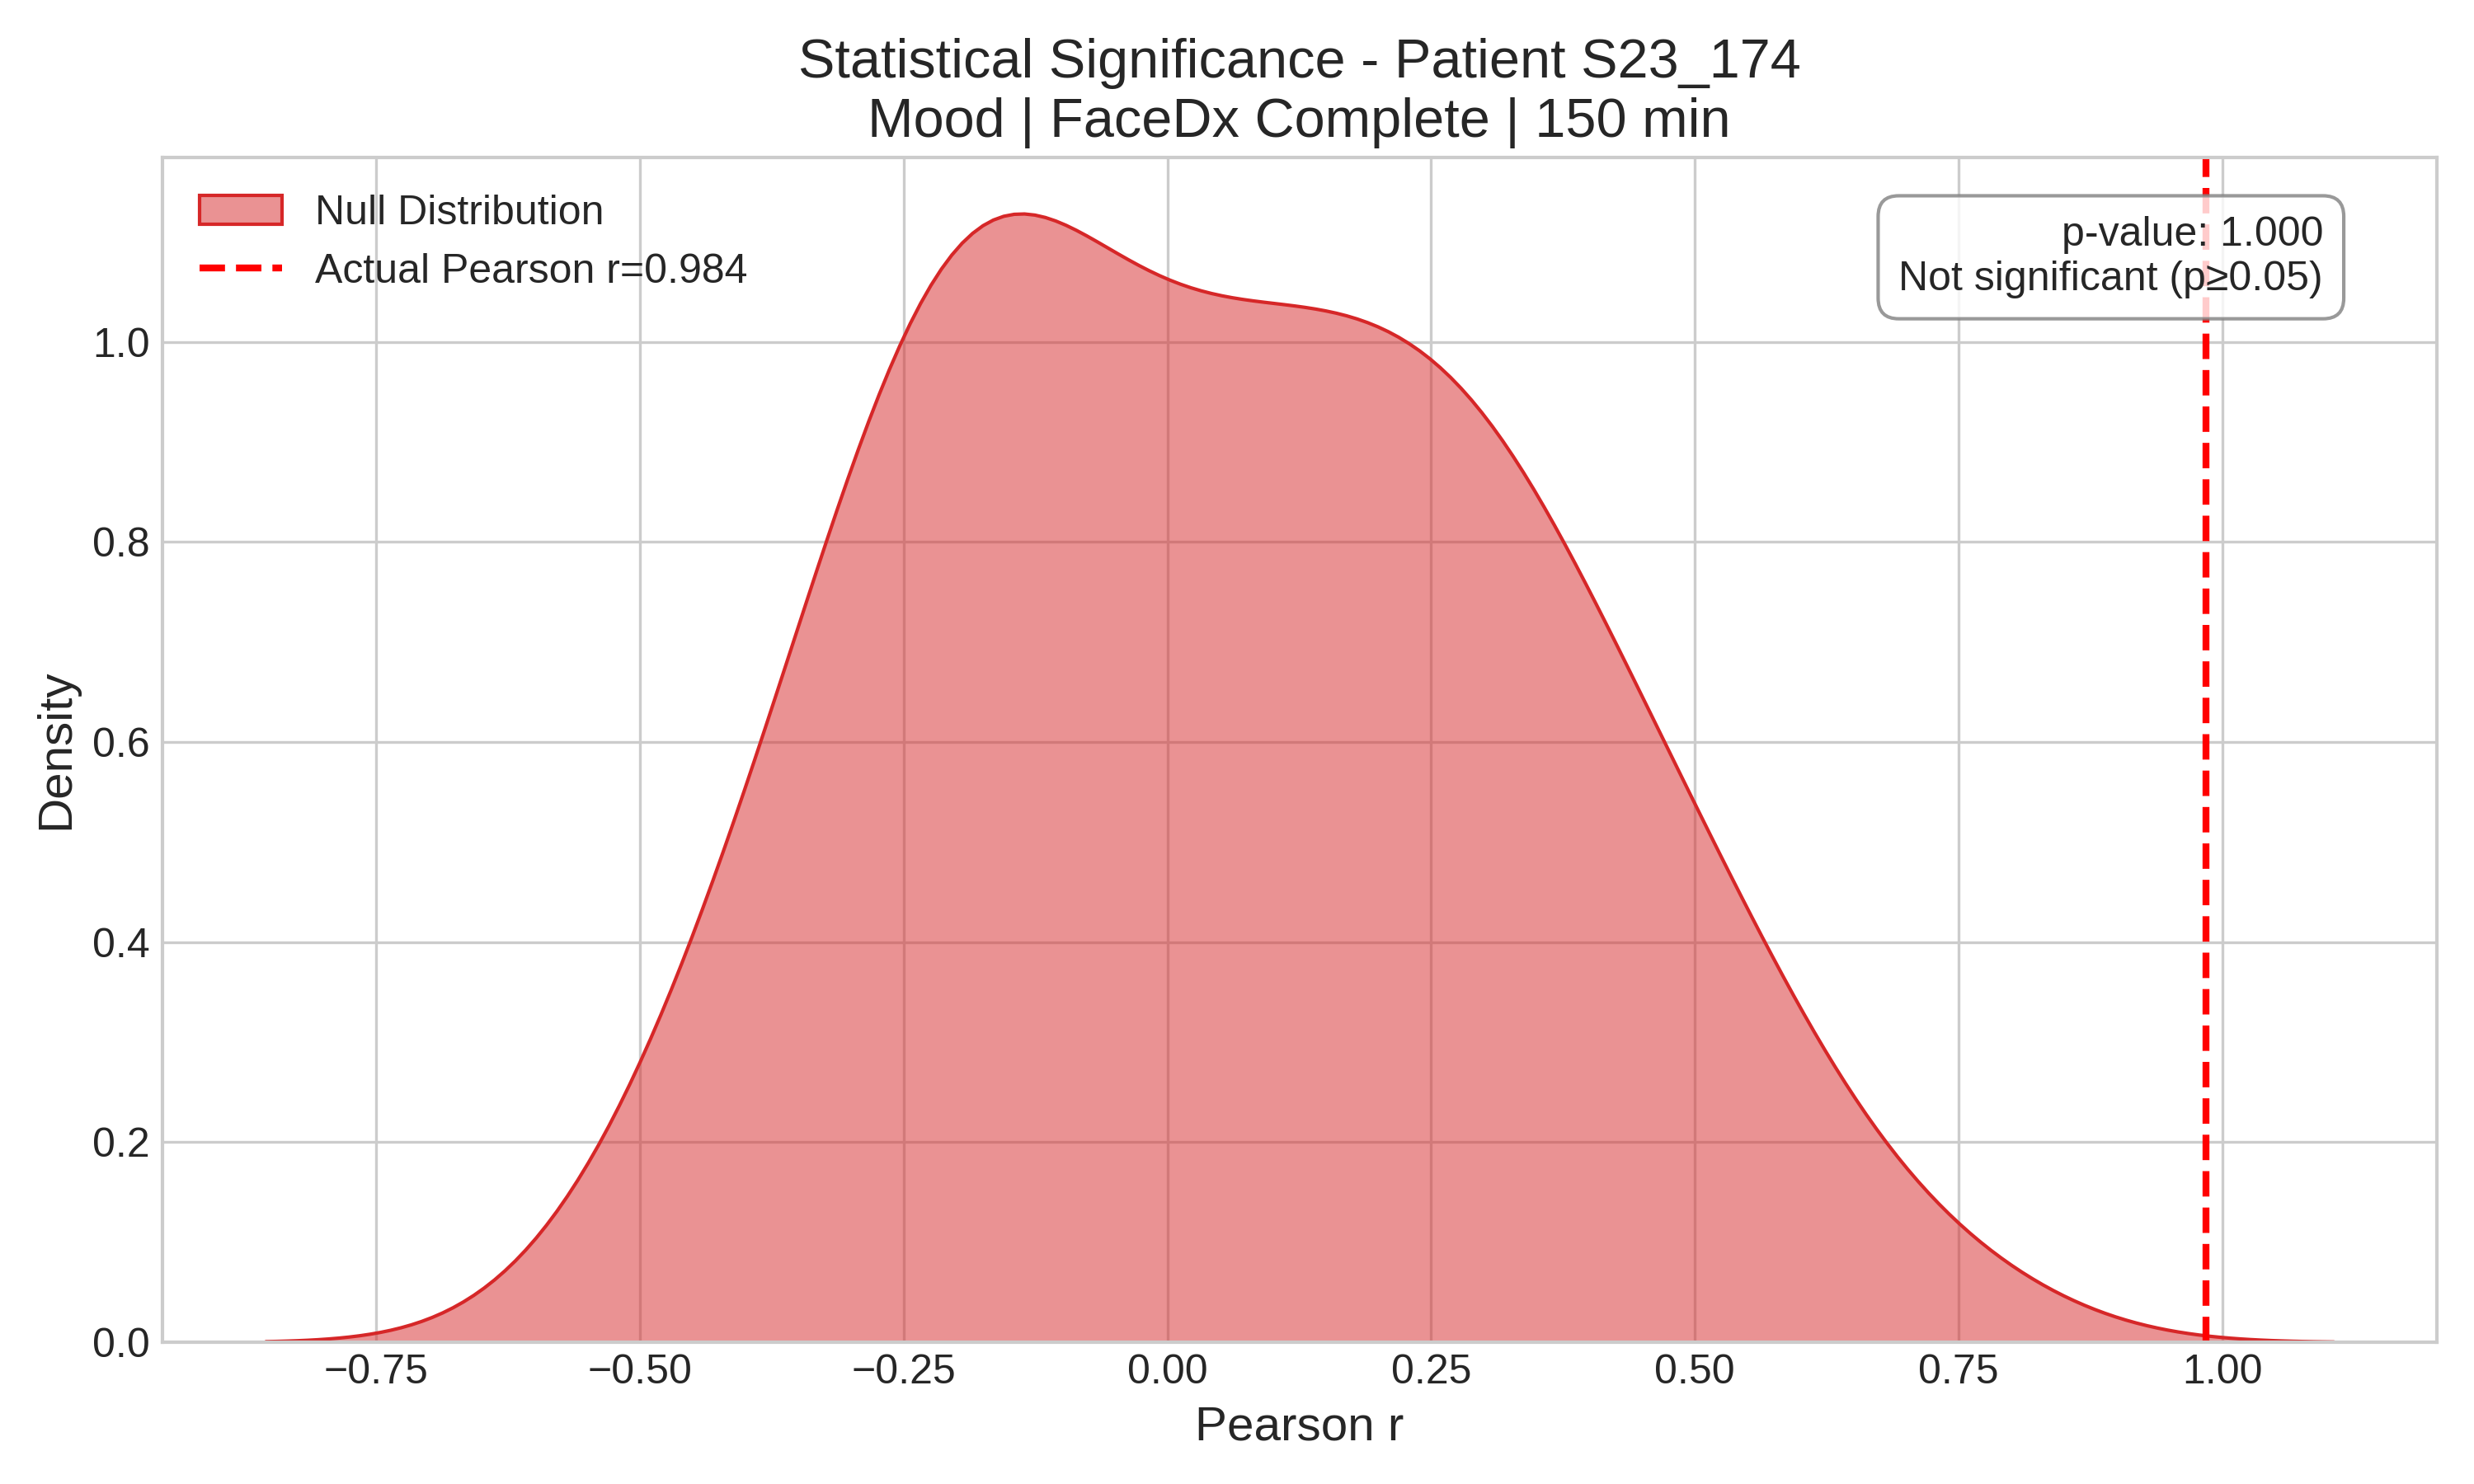 Statistical Significance - Patient S23_174
Mood | FaceDx Complete | 150 min
Null Distribution
Actual Pearson r=0.984
p-value: 1.000
Not significant (p≥0.05)
Density
1.0
0.8
0.6
0.4
0.2
0.0
−0.75 −0.50 −0.25 0.00 0.25 0.50 0.75 1.00
Pearson r